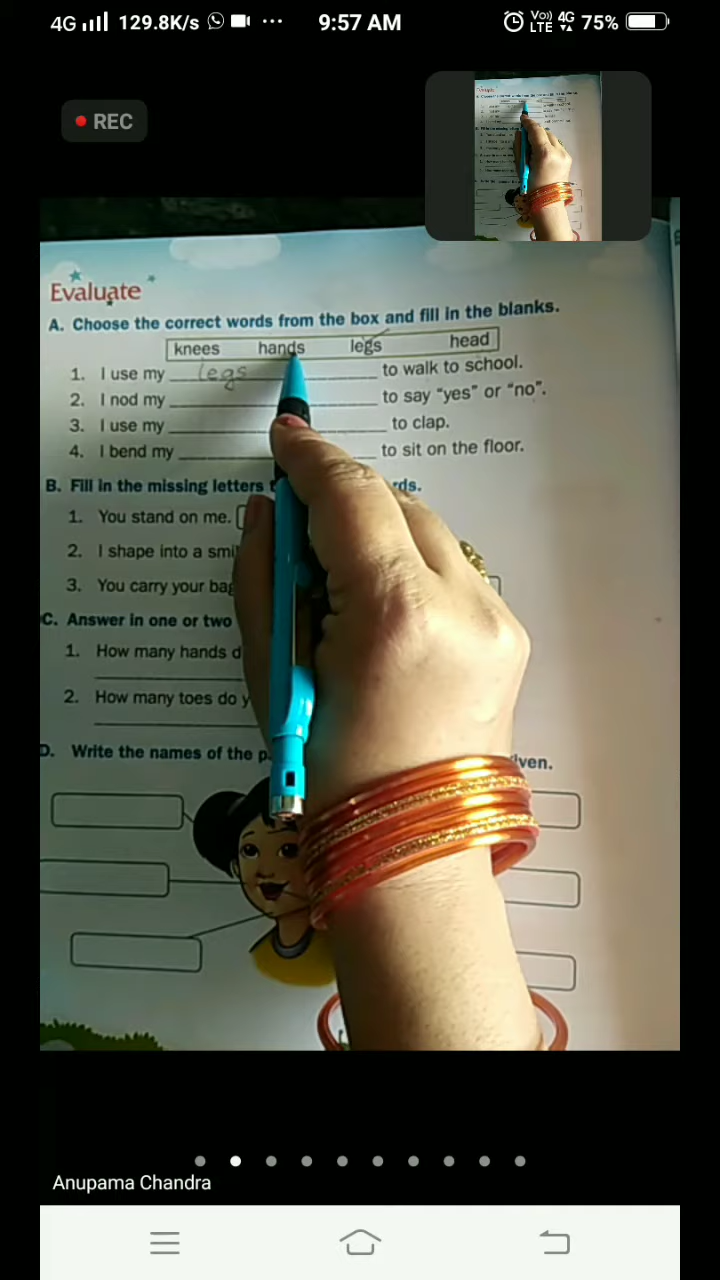 4G 129.8K/s ... 9:57 AM Vo) LTE 4G 75%
REC
Evaluate
A. Choose the correct words from the box and fill in the blanks.
knees hands legs head
1. I use my legs to walk to school.
2. I nod my to say "yes" or "no".
3. I use my to clap.
4. I bend my to sit on the floor.
B. Fill in the missing letters
1. You stand on me.
2. I shape into a
3. You carry your
C. Answer in one or two
1. How many hands
2. How many toes do
D. Write the names of the
Anupama Chandra